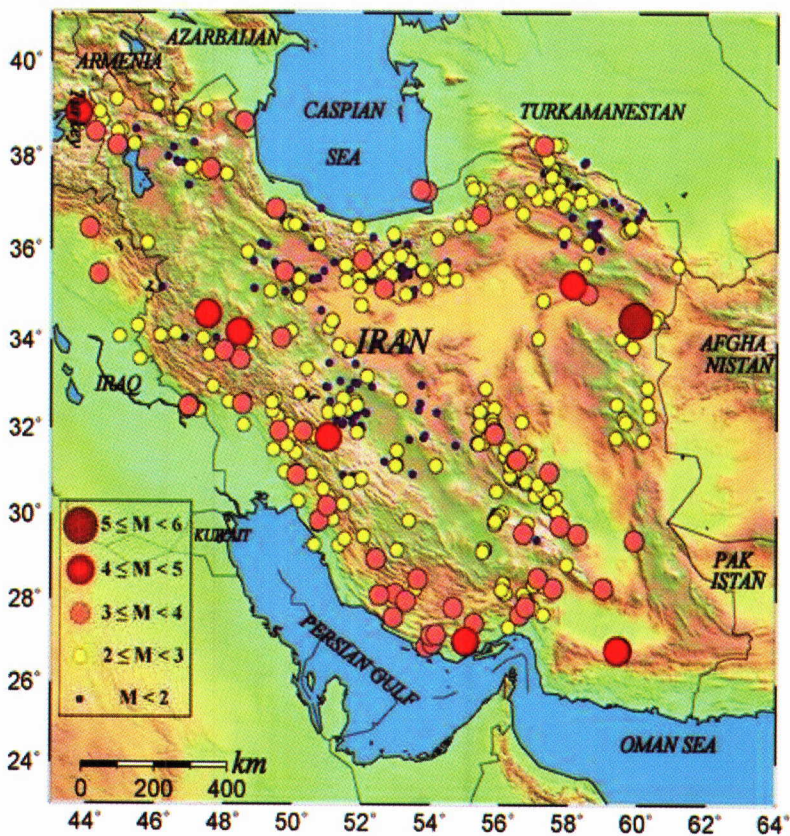 AZARBAIJAN
40°
ARMENIA
CASPIAN
SEA
TURKAMANESTAN
Turkey
38°
36°
34°
IRAN
AFGHA
NISTAN
IRAQ
32°
5 ≤ M < 6
4 ≤ M < 5
3 ≤ M < 4
2 ≤ M < 3
M < 2
30°
KUWAIT
PAK
ISTAN
28°
PERSIAN GULF
26°
OMAN SEA
24°
km
0 200 400
44° 46° 48° 50° 52° 54° 56° 58° 60° 62° 64°